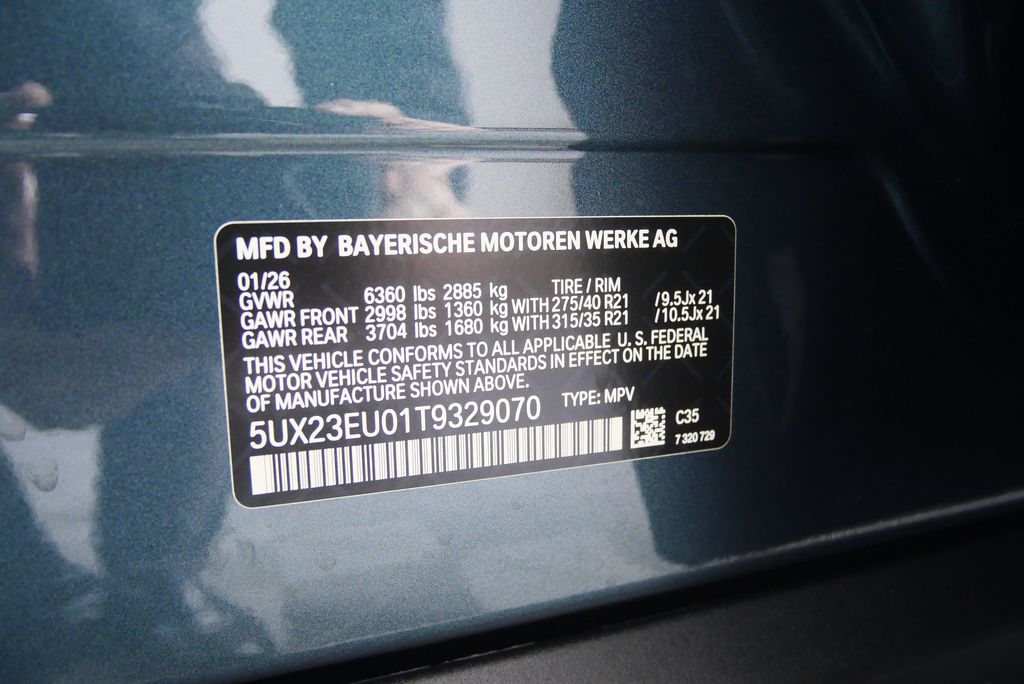 MFD BY BAYERISCHE MOTOREN WERKE AG
01/26
GVWR 6360 lbs 2885 kg TIRE / RIM
GAWR FRONT 2998 lbs 1360 kg WITH 275/40 R21 /9.5Jx21
GAWR REAR 3704 lbs 1680 kg WITH 315/35 R21 /10.5Jx21
THIS VEHICLE CONFORMS TO ALL APPLICABLE U.S. FEDERAL
MOTOR VEHICLE SAFETY STANDARDS IN EFFECT ON THE DATE
OF MANUFACTURE SHOWN ABOVE.
5UX23EU01T9329070 TYPE: MPV
C35
7 320 729